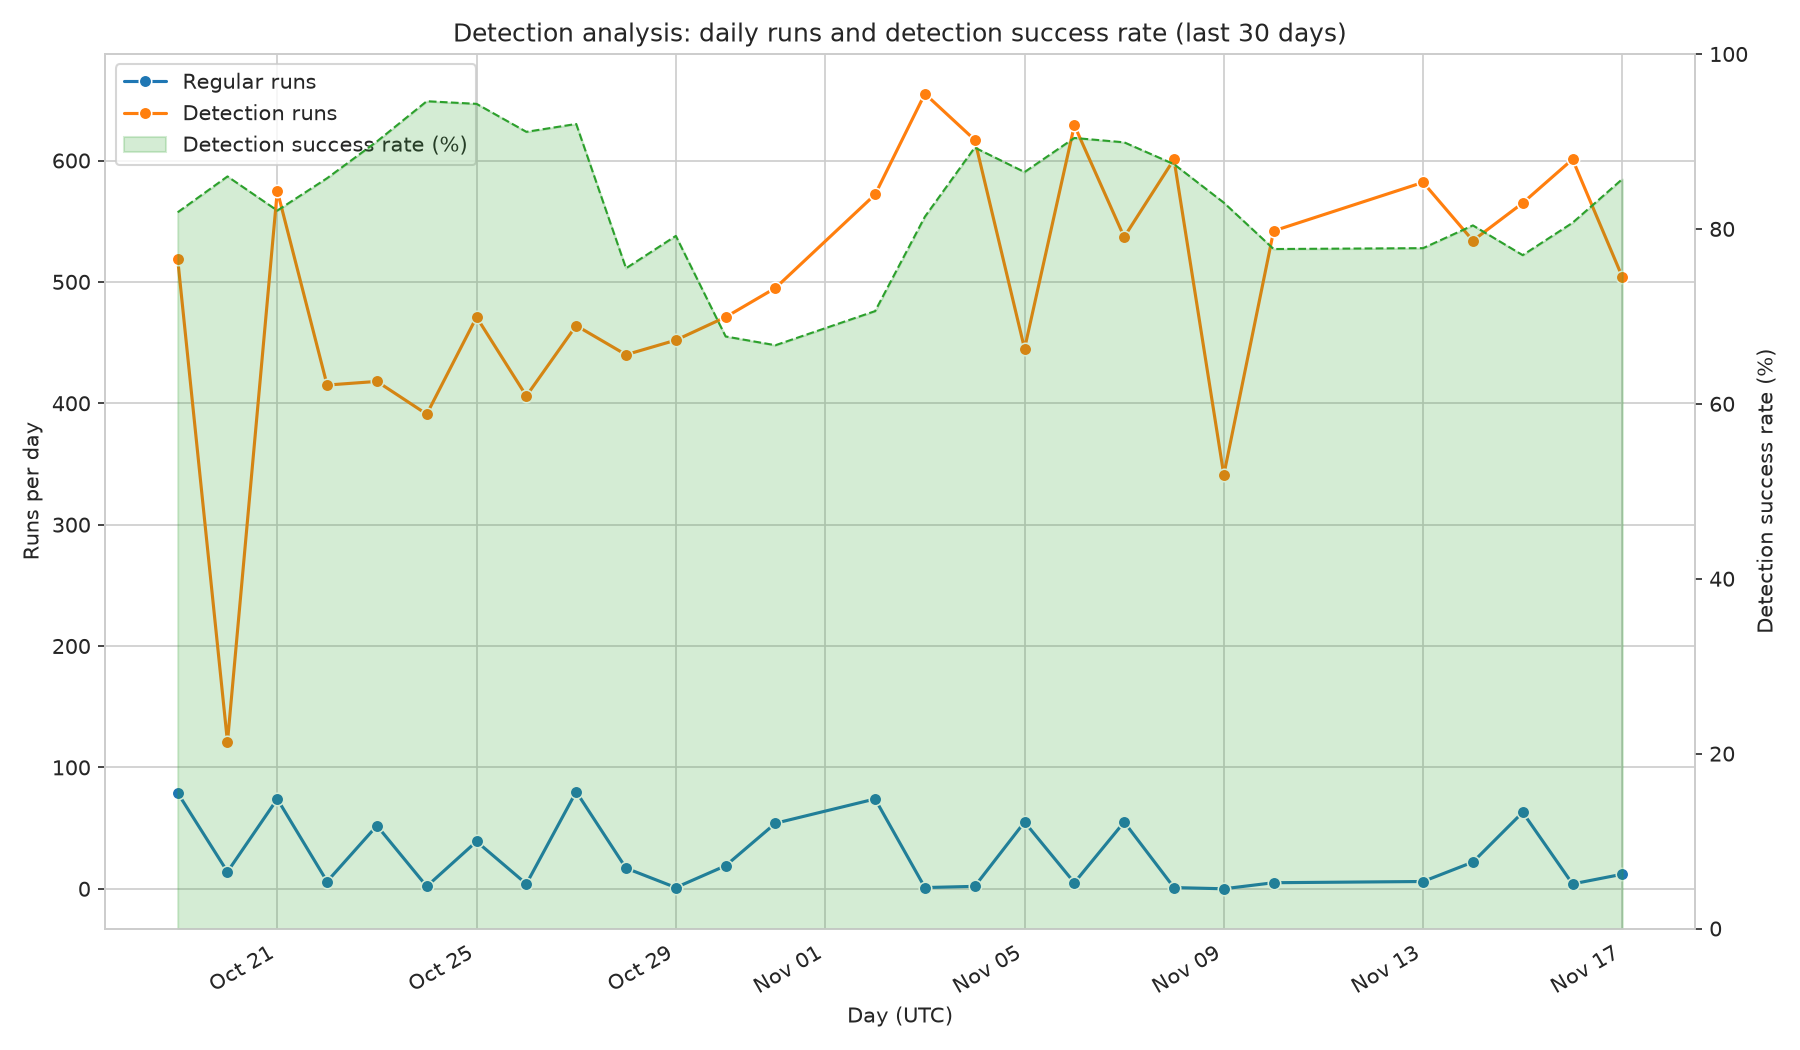 Detection analysis: daily runs and detection success rate (last 30 days)
Regular runs
Detection runs
Detection success rate (%)
Runs per day
600
500
400
300
200
100
0
100
80
60
40
20
0
Detection success rate (%)
Oct 21
Oct 25
Oct 29
Nov 01
Nov 05
Nov 09
Nov 13
Nov 17
Day (UTC)